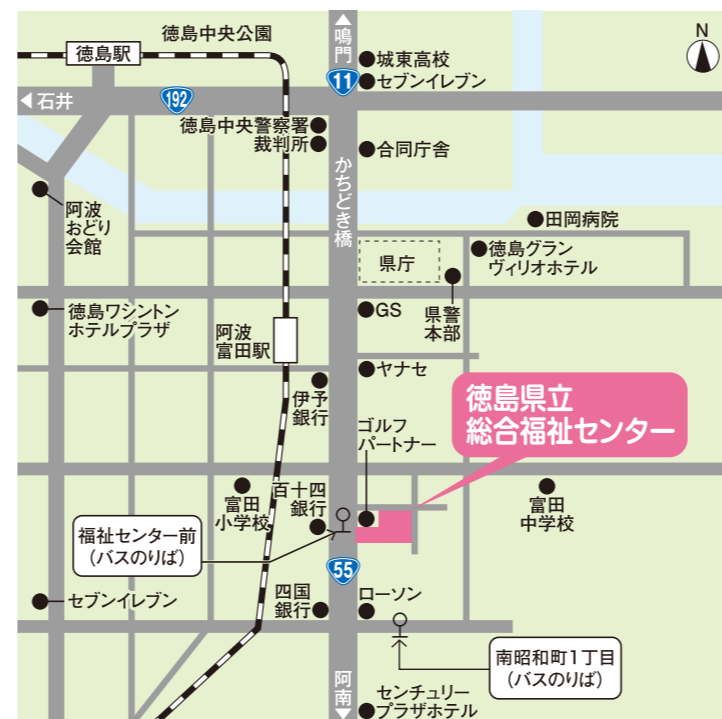 徳島中央公園
徳島駅
▲鳴門
N
城東高校
11
セブンイレブン
◀石井
192
徳島中央警察署
裁判所
合同庁舎
かちどき橋
阿波
おどり
会館
田岡病院
県庁
徳島グラン
ヴィリオホテル
徳島ワシントン
ホテルプラザ
阿波
富田駅
GS
県警
本部
ヤナセ
伊予
銀行
徳島県立
総合福祉センター
ゴルフ
パートナー
富田
小学校
百十四
銀行
富田
中学校
福祉センター前
(バスのりば)
55
セブンイレブン
四国
銀行
ローソン
南昭和町1丁目
(バスのりば)
阿南▼
センチュリー
プラザホテル